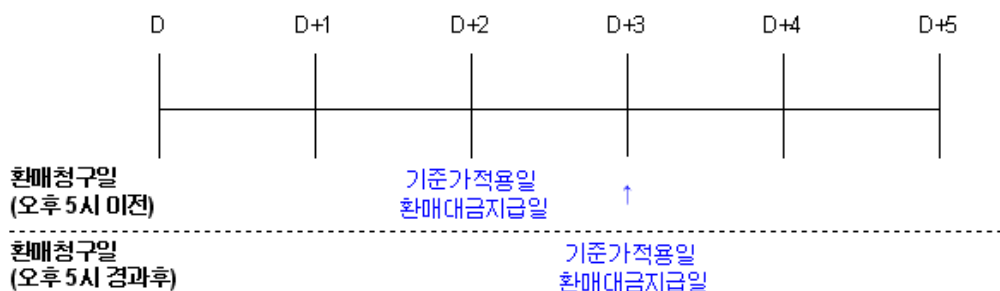 D D+1 D+2 D+3 D+4 D+5
환매청구일
(오후 5시 이전)
기준가적용일
환매대금지급일
↑
환매청구일
(오후 5시 경과후)
기준가적용일
환매대금지급일